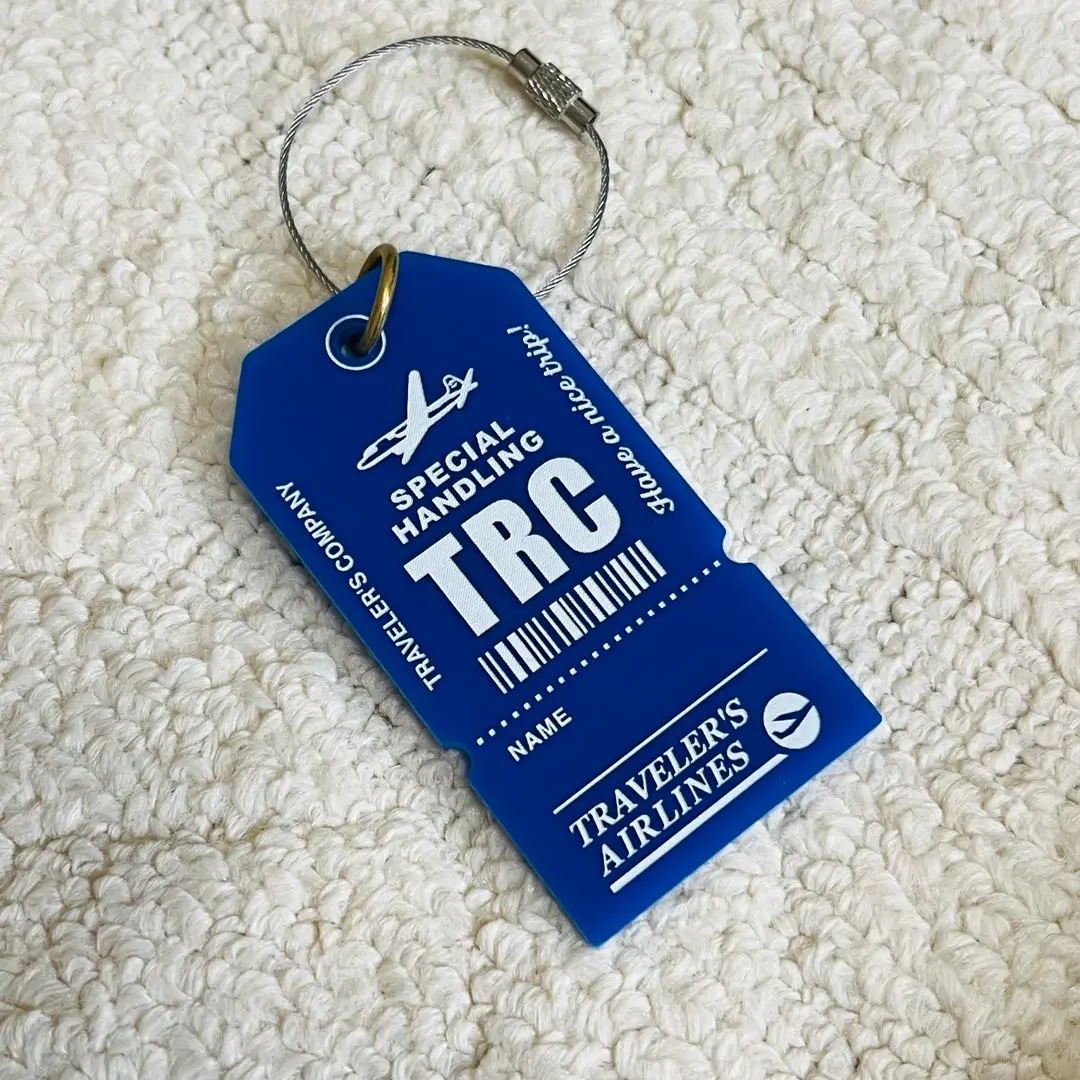 SPECIAL
HANDLING
TRC
Have a nice trip!
TRAVELER'S COMPANY
NAME
TRAVELER'S
AIRLINES